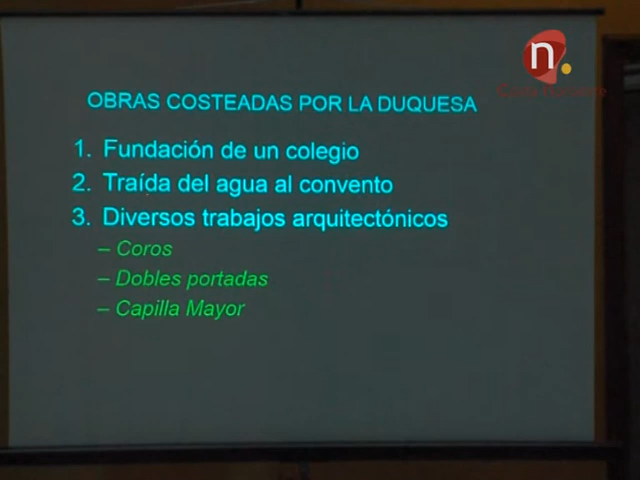 n
OBRAS COSTEADAS POR LA DUQUESA
1. Fundación de un colegio
2. Traída del agua al convento
3. Diversos trabajos arquitectónicos
– Coros
– Dobles portadas
– Capilla Mayor